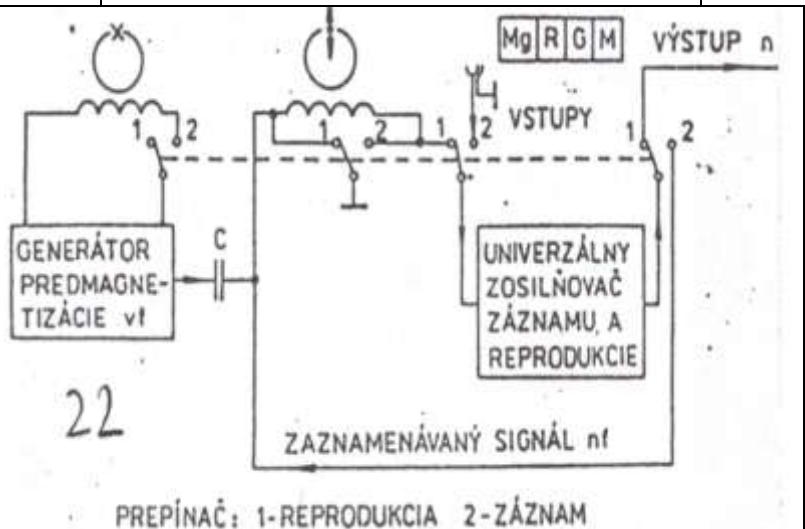 Mg R G M
VÝSTUP n
1 2
1 2
1 2
VSTUPY
1 2
GENERÁTOR
PREDMAGNE-
TIZÁCIE vf
C
UNIVERZÁLNY
ZOSILŇOVAČ
ZÁZNAMU A
REPRODUKCIE
22
ZAZNAMENÁVANÝ SIGNÁL nf
PREPÍNAČ: 1-REPRODUKCIA 2-ZÁZNAM